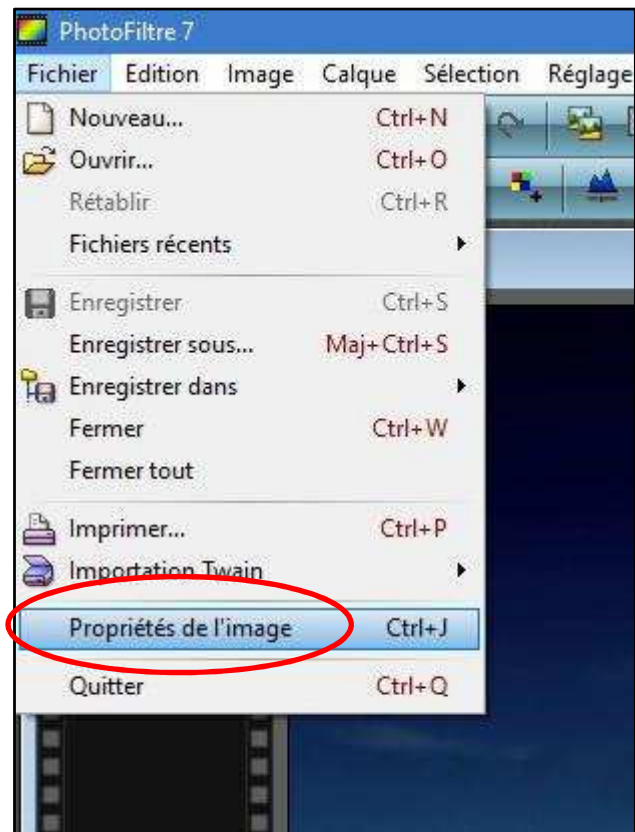 PhotoFiltre 7
Fichier Edition Image Calque Sélection Réglage
Nouveau... Ctrl+N
Ouvrir... Ctrl+O
Rétablir Ctrl+R
Fichiers récents
Enregistrer Ctrl+S
Enregistrer sous... Maj+Ctrl+S
Enregistrer dans
Fermer Ctrl+W
Fermer tout
Imprimer... Ctrl+P
Importation Twain
Propriétés de l'image Ctrl+J
Quitter Ctrl+Q